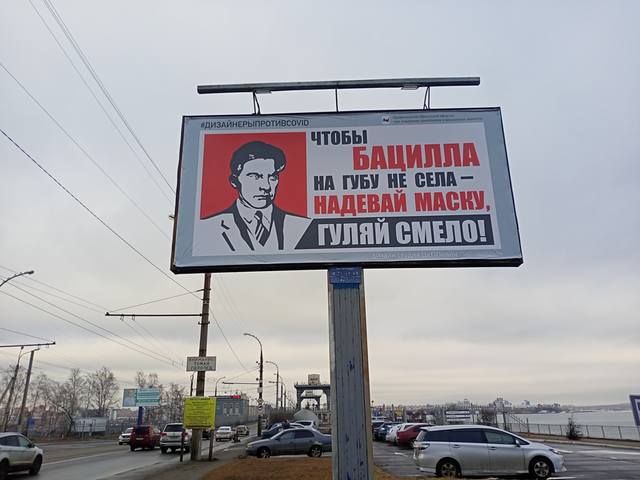 #ДИЗАЙНЕРЫПРОТИВCOVID
ЧТОБЫ
БАЦИЛЛА
НА ГУБУ НЕ СЕЛА –
НАДЕВАЙ МАСКУ,
ГУЛЯЙ СМЕЛО!